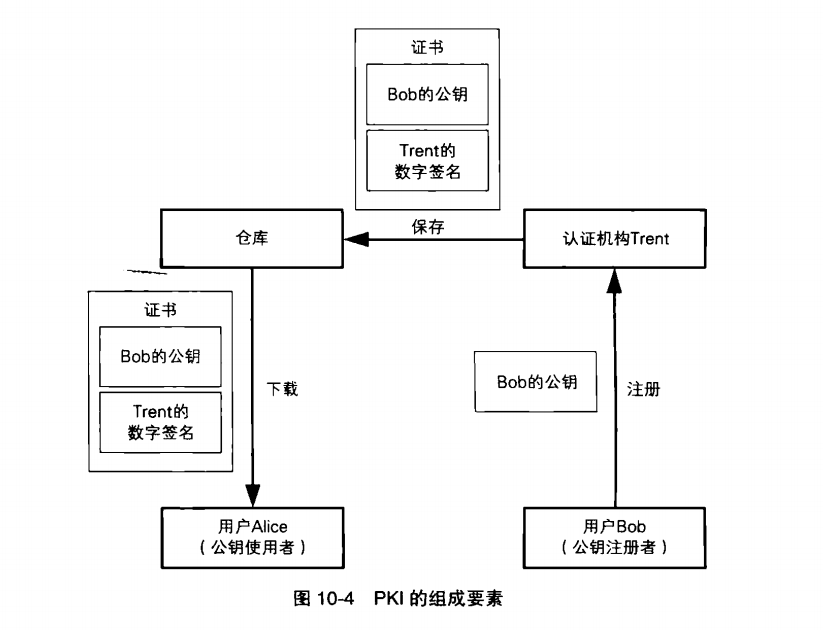 证书
Bob的公钥
Trent的
数字签名
仓库
保存
认证机构Trent
证书
Bob的公钥
Trent的
数字签名
下载
Bob的公钥
注册
用户Alice
（公钥使用者）
用户Bob
（公钥注册者）
图 10-4 PKI 的组成要素